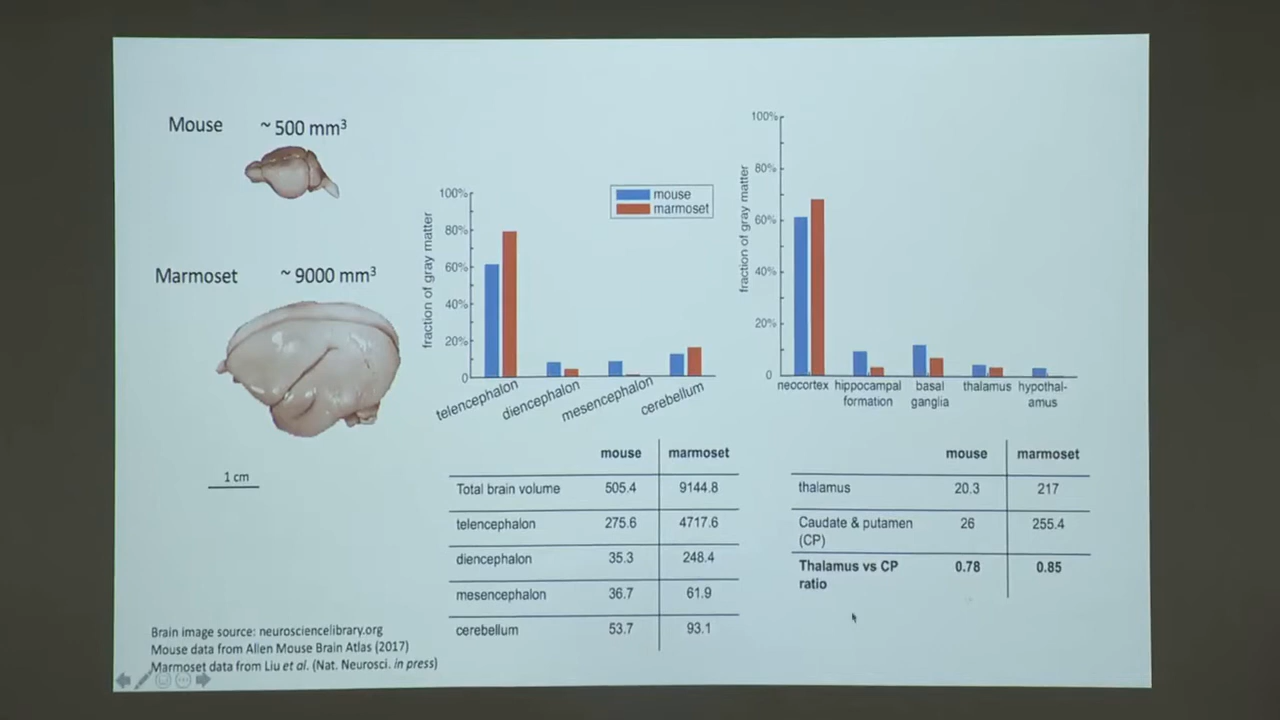 Mouse ~ 500 mm³
Marmoset ~ 9000 mm³
1 cm
Brain image source: neurosciencelibrary.org
Mouse data from Allen Mouse Brain Atlas (2017)
Marmoset data from Liu et al. (Nat. Neurosci. in press)
fraction of gray matter
100%
80%
60%
40%
20%
0
mouse
marmoset
telencephalon diencephalon mesencephalon cerebellum
fraction of gray matter
100%
80%
60%
40%
20%
0
neocortex hippocampal basal thalamus hypothal-
formation ganglia amus
mouse marmoset
Total brain volume 505.4 9144.8
telencephalon 275.6 4717.6
diencephalon 35.3 248.4
mesencephalon 36.7 61.9
cerebellum 53.7 93.1
mouse marmoset
thalamus 20.3 217
Caudate & putamen 26 255.4
(CP)
Thalamus vs CP 0.78 0.85
ratio